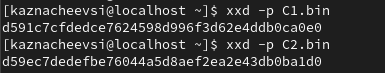 [kaznacheevsi@localhost ~]$ xxd -p C1.bin
d591c7cfdedce7624598d996f3d62e4ddb0ca0e0
[kaznacheevsi@localhost ~]$ xxd -p C2.bin
d59ec7dedefbe76044a5d8aef2ea2e43db0ba1d0